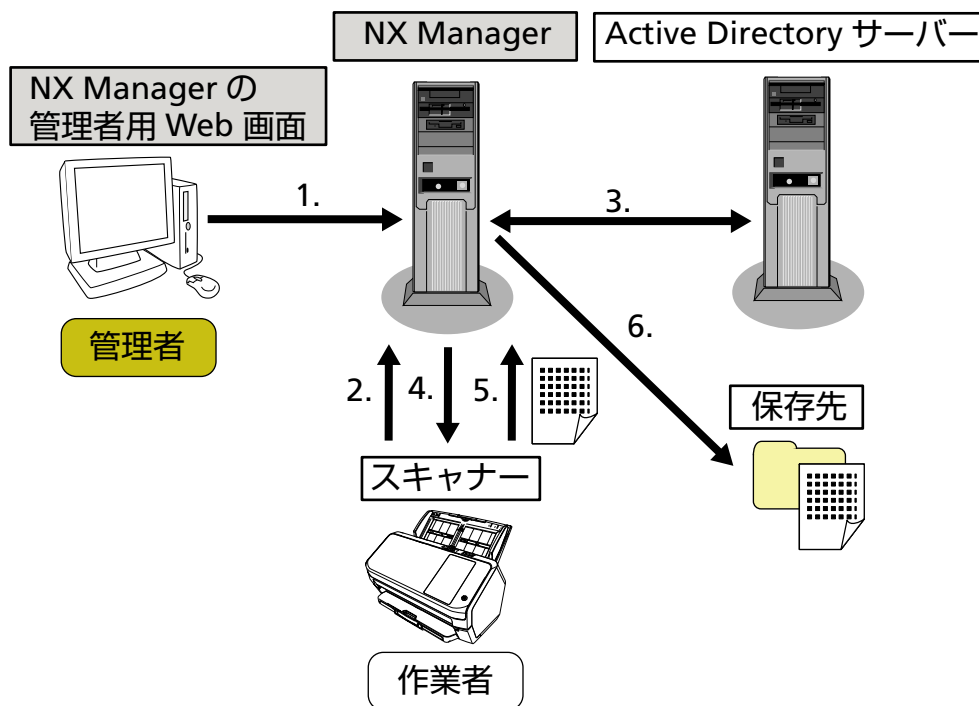 NX Manager
Active Directory サーバー
NX Manager の
管理者用 Web 画面
1.
3.
管理者
6.
2.
4.
5.
保存先
スキャナー
作業者